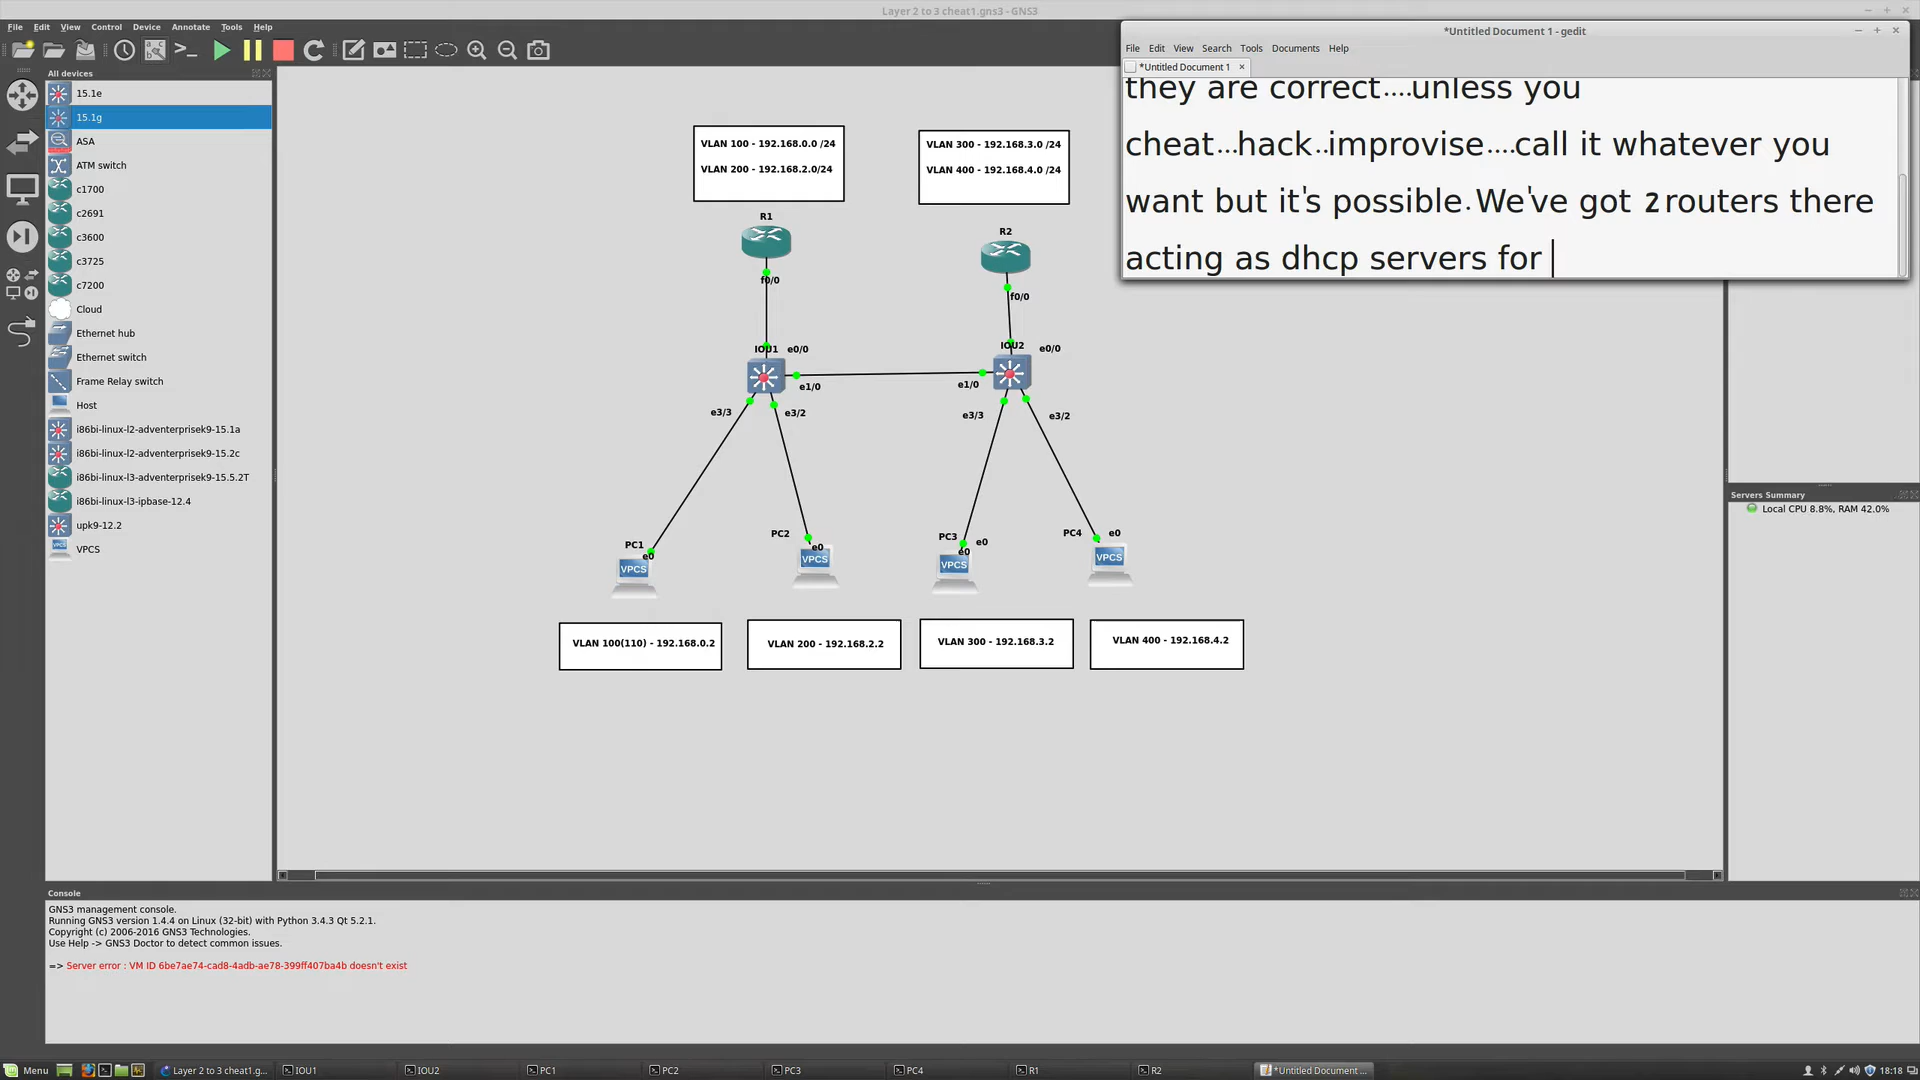 Layer 2 to 3 cheat1.gns3 - GNS3
File Edit View Control Device Annotate Tools Help
All devices
15.1e
15.1g
ASA
ATM switch
c1700
c2691
c3600
c3725
c7200
Cloud
Ethernet hub
Ethernet switch
Frame Relay switch
Host
i86bi-linux-l2-adventerprisek9-15.1a
i86bi-linux-l2-adventerprisek9-15.2c
i86bi-linux-l3-adventerprisek9-15.5.2T
i86bi-linux-l3-ipbase-12.4
upk9-12.2
VPCS
VLAN 100 - 192.168.0.0 /24
VLAN 200 - 192.168.2.0/24
VLAN 300 - 192.168.3.0 /24
VLAN 400 - 192.168.4.0 /24
R1
f0/0
R2
f0/0
IOU1 e0/0
e1/0
IOU2 e0/0
e1/0
e3/3 e3/2
e3/3 e3/2
PC1 e0
VPCS
PC2 e0
VPCS
PC3 e0
e0
VPCS
PC4 e0
VPCS
VLAN 100(110) - 192.168.0.2
VLAN 200 - 192.168.2.2
VLAN 300 - 192.168.3.2
VLAN 400 - 192.168.4.2
*Untitled Document 1 - gedit
File Edit View Search Tools Documents Help
*Untitled Document 1 ×
they are correct....unless you
cheat...hack..improvise....call it whatever you
want but it's possible.We've got 2 routers there
acting as dhcp servers for
Servers Summary
Local CPU 8.8%, RAM 42.0%
Console
GNS3 management console.
Running GNS3 version 1.4.4 on Linux (32-bit) with Python 3.4.3 Qt 5.2.1.
Copyright (c) 2006-2016 GNS3 Technologies.
Use Help -> GNS3 Doctor to detect common issues.
=> Server error : VM ID 6be7ae74-cad8-4adb-ae78-399ff407ba4b doesn't exist
Menu Layer 2 to 3 cheat1.g... IOU1 IOU2 PC1 PC2 PC3 PC4 R1 R2 *Untitled Document ... 18:18